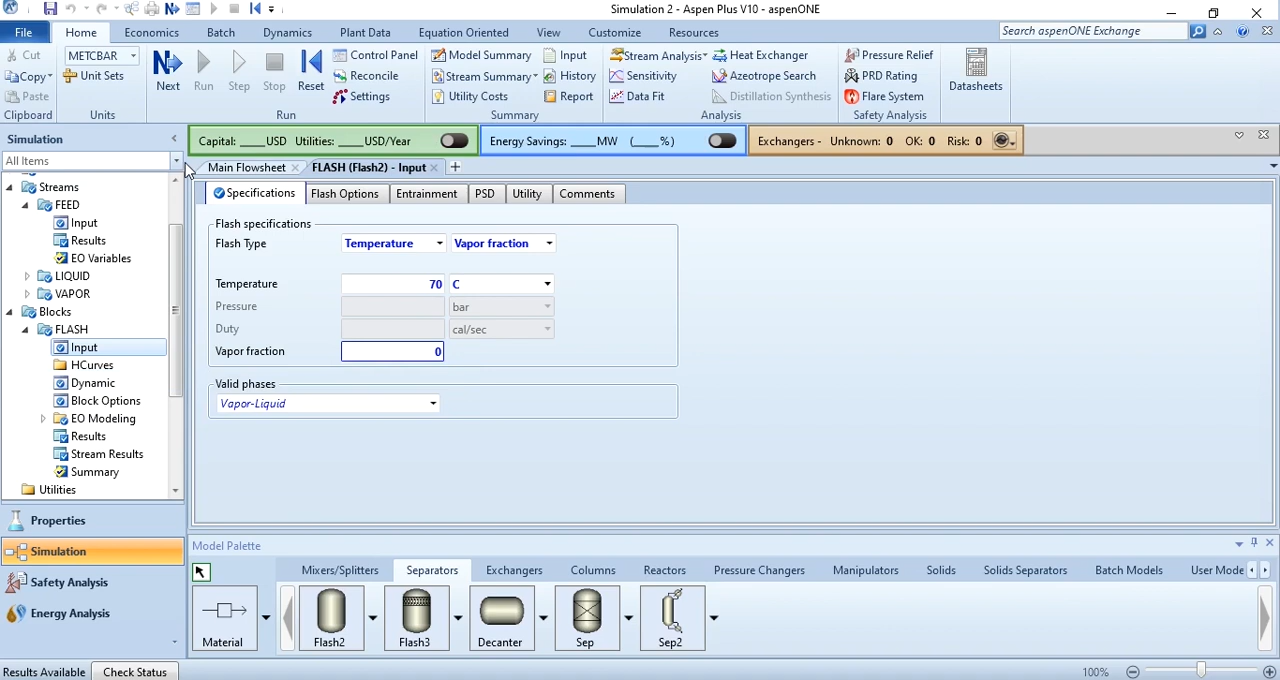 Simulation 2 - Aspen Plus V10 - aspenONE
File Home Economics Batch Dynamics Plant Data Equation Oriented View Customize Resources Search aspenONE Exchange
Cut METCBAR Control Panel Model Summary Input Stream Analysis Heat Exchanger Pressure Relief
Copy Unit Sets Next Run Step Stop Reset Reconcile Stream Summary History Sensitivity Azeotrope Search PRD Rating Datasheets
Paste Settings Utility Costs Report Data Fit Distillation Synthesis Flare System
Clipboard Units Run Summary Analysis Safety Analysis
Simulation
Capital: ____USD Utilities: ____USD/Year Energy Savings: ____MW (____%) Exchangers - Unknown: 0 OK: 0 Risk: 0
All Items
Main Flowsheet FLASH (Flash2) - Input
Streams
FEED
Input
Results
EO Variables
LIQUID
VAPOR
Blocks
FLASH
Input
HCurves
Dynamic
Block Options
EO Modeling
Results
Stream Results
Summary
Utilities
Properties
Simulation
Safety Analysis
Energy Analysis
Specifications Flash Options Entrainment PSD Utility Comments
Flash specifications
Flash Type Temperature Vapor fraction
Temperature 70 C
Pressure bar
Duty cal/sec
Vapor fraction 0
Valid phases
Vapor-Liquid
Model Palette
Mixers/Splitters Separators Exchangers Columns Reactors Pressure Changers Manipulators Solids Solids Separators Batch Models User Mode
Material Flash2 Flash3 Decanter Sep Sep2
Results Available Check Status 100%